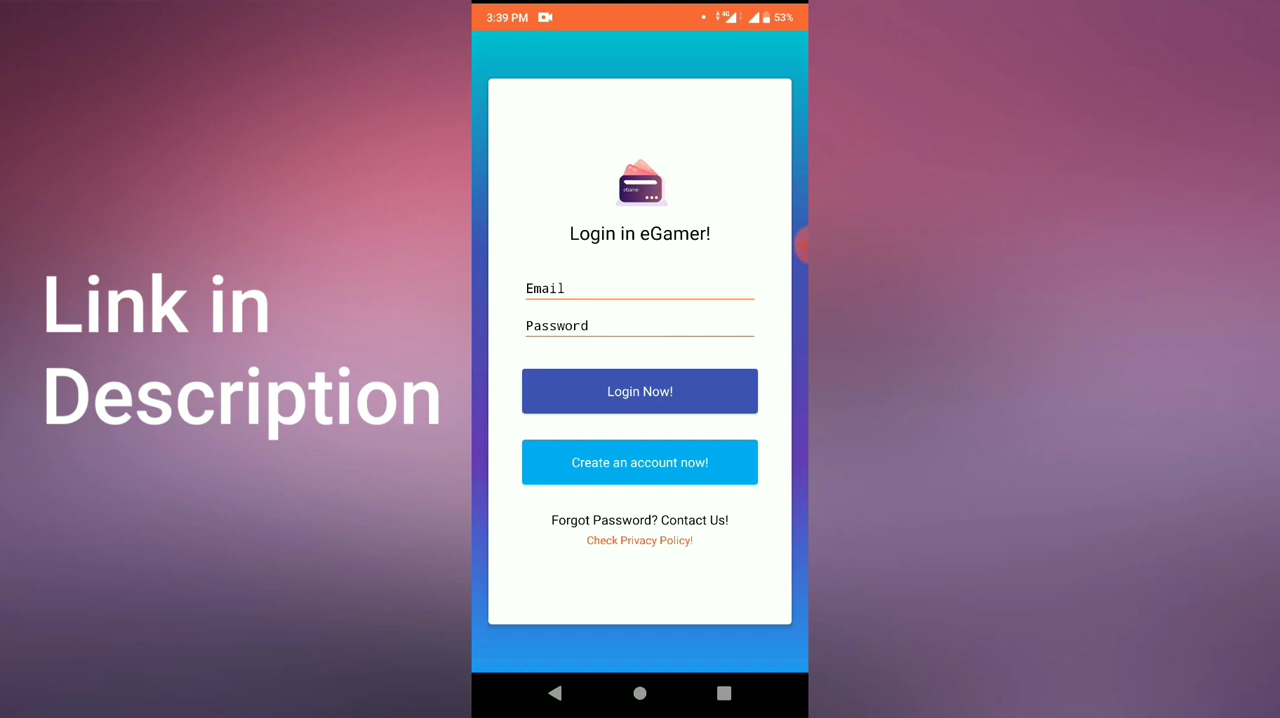 3:39 PM
4G
53%
eGamer
Login in eGamer!
Email
Password
Login Now!
Create an account now!
Forgot Password? Contact Us!
Check Privacy Policy!
Link in
Description